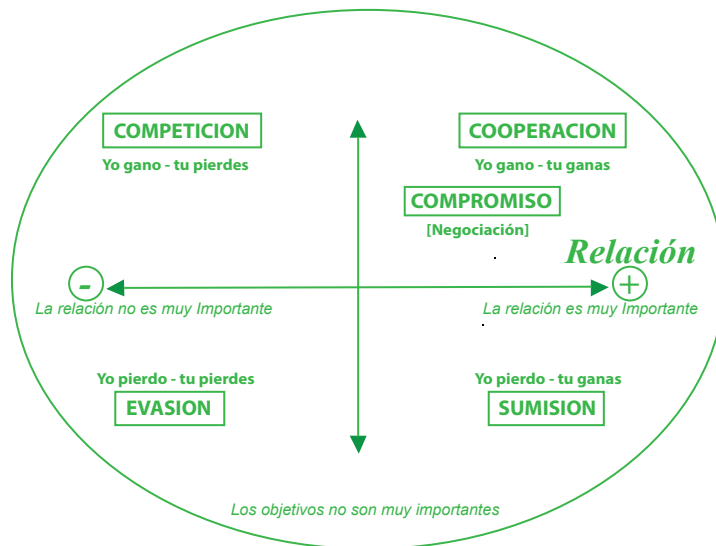 COMPETICION
COOPERACION
Yo gano - tu pierdes
Yo gano - tu ganas
COMPROMISO
[Negociación]
Relación
-
+
La relación no es muy Importante
La relación es muy Importante
Yo pierdo - tu pierdes
Yo pierdo - tu ganas
EVASION
SUMISION
Los objetivos no son muy importantes